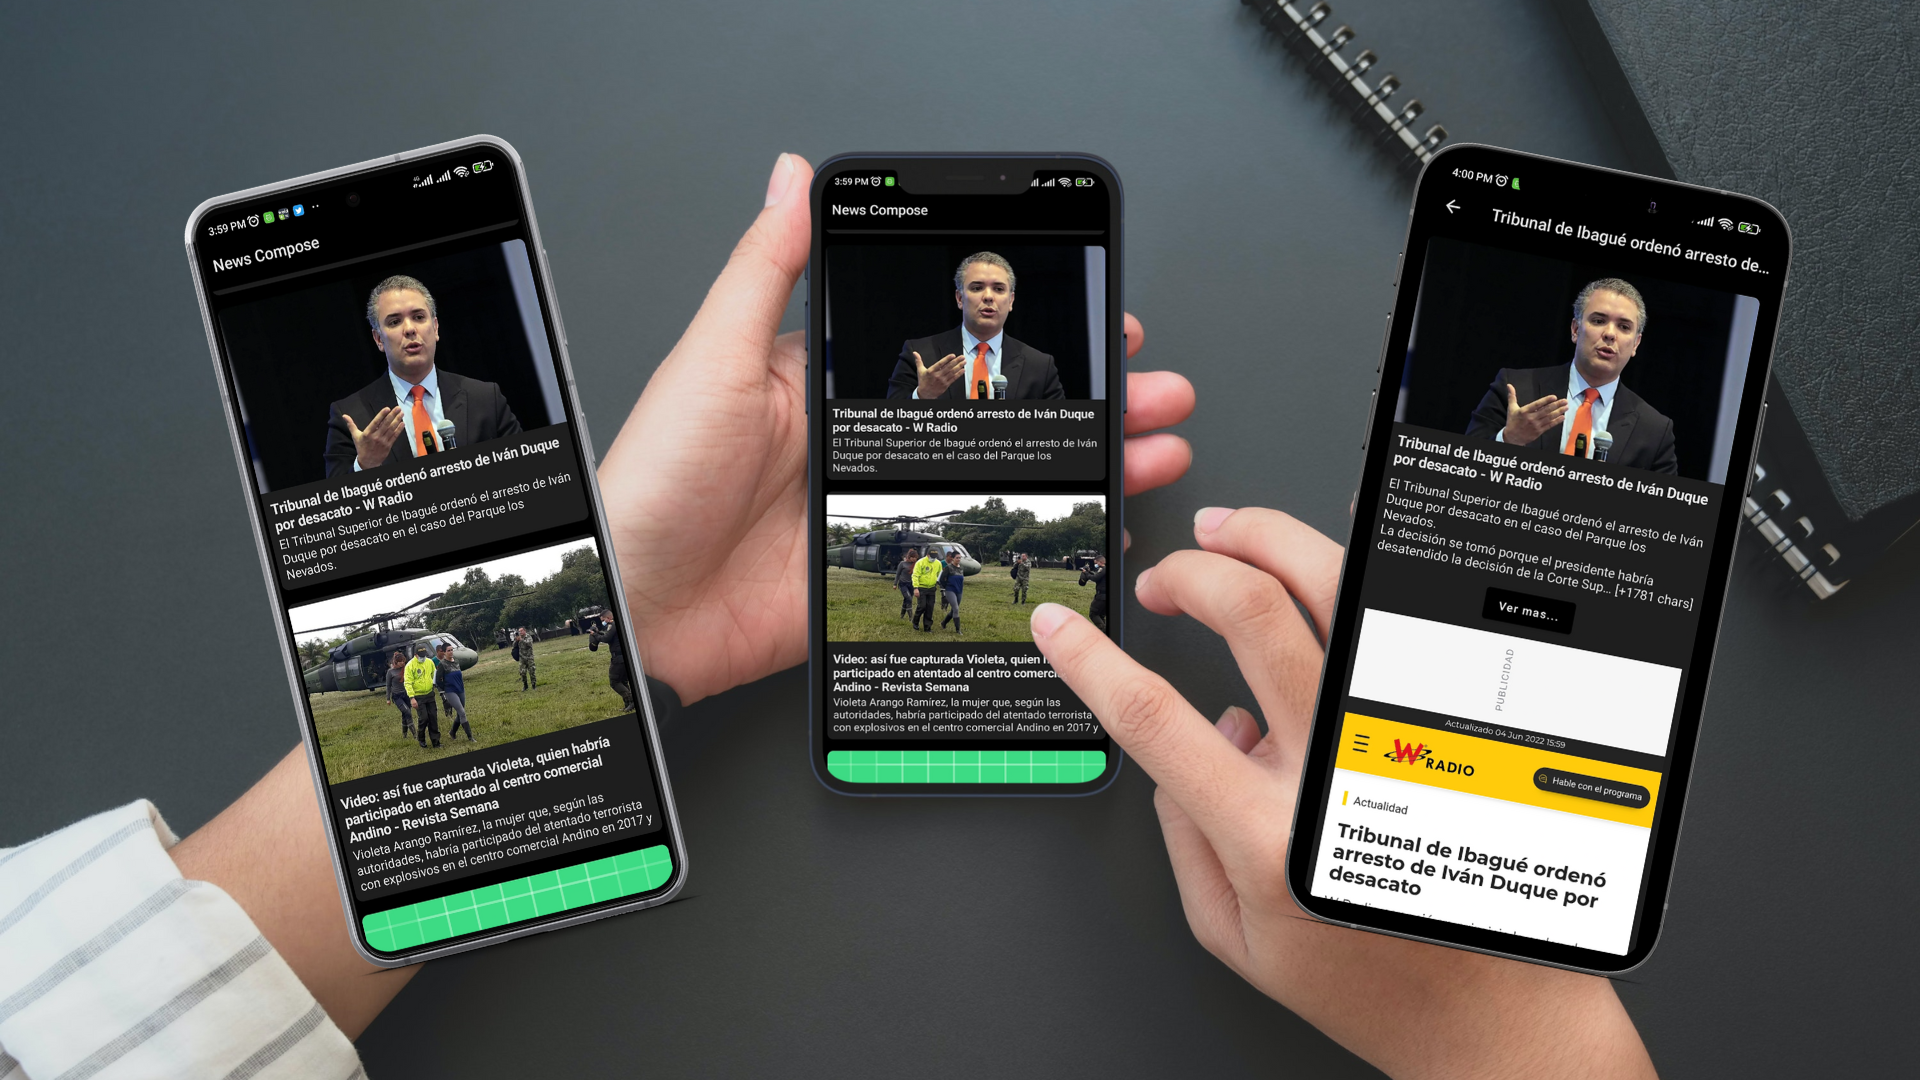 3:59 PM
4G
News Compose
Tribunal de Ibagué ordenó arresto de Iván Duque
por desacato - W Radio
El Tribunal Superior de Ibagué ordenó el arresto de Iván
Duque por desacato en el caso del Parque los
Nevados.
Video: así fue capturada Violeta, quien habría
participado en atentado al centro comercial
Andino - Revista Semana
Violeta Arango Ramírez, la mujer que, según las
autoridades, habría participado del atentado terrorista
con explosivos en el centro comercial Andino en 2017 y
3:59 PM
News Compose
Tribunal de Ibagué ordenó arresto de Iván Duque
por desacato - W Radio
El Tribunal Superior de Ibagué ordenó el arresto de Iván
Duque por desacato en el caso del Parque los
Nevados.
Video: así fue capturada Violeta, quien
participado en atentado al centro
Andino - Revista Semana
Violeta Arango Ramírez, la mujer que, según las
autoridades, habría participado del atentado terrorista
con explosivos en el centro comercial Andino en 2017 y
4:00 PM
Tribunal de Ibagué ordenó arresto de...
Tribunal de Ibagué ordenó arresto de Iván Duque
por desacato - W Radio
El Tribunal Superior de Ibagué ordenó el arresto de Iván
Duque por desacato en el caso del Parque los
Nevados.
La decisión se tomó porque el presidente habría
desatendido la decisión de la Corte Sup... [+1781 chars]
Ver mas...
PUBLICIDAD
Actualizado 04 Jun 2022 15:59
W RADIO
Hable con el programa
Actualidad
Tribunal de Ibagué ordenó
arresto de Iván Duque por
desacato